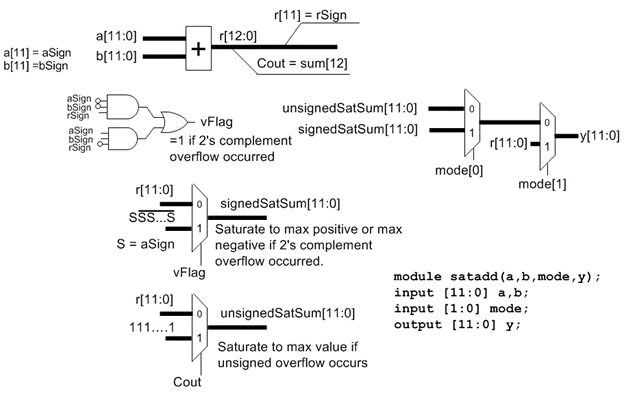 r[11] = rSign
a[11:0]
r[12:0]
b[11:0]
+
a[11] = aSign
b[11] =bSign
Cout = sum[12]
aSign
bSign
rSign
aSign
bSign
rSign
vFlag
=1 if 2's complement
overflow occurred
unsignedSatSum[11:0]
signedSatSum[11:0]
0
1
mode[0]
r[11:0]
0
1
y[11:0]
mode[1]
r[11:0]
SSS...S
S = aSign
0
1
vFlag
signedSatSum[11:0]
Saturate to max positive or max
negative if 2's complement
overflow occurred.
r[11:0]
111....1
0
1
Cout
unsignedSatSum[11:0]
Saturate to max value if
unsigned overflow occurs
module satadd(a,b,mode,y);
input [11:0] a,b;
input [1:0] mode;
output [11:0] y;